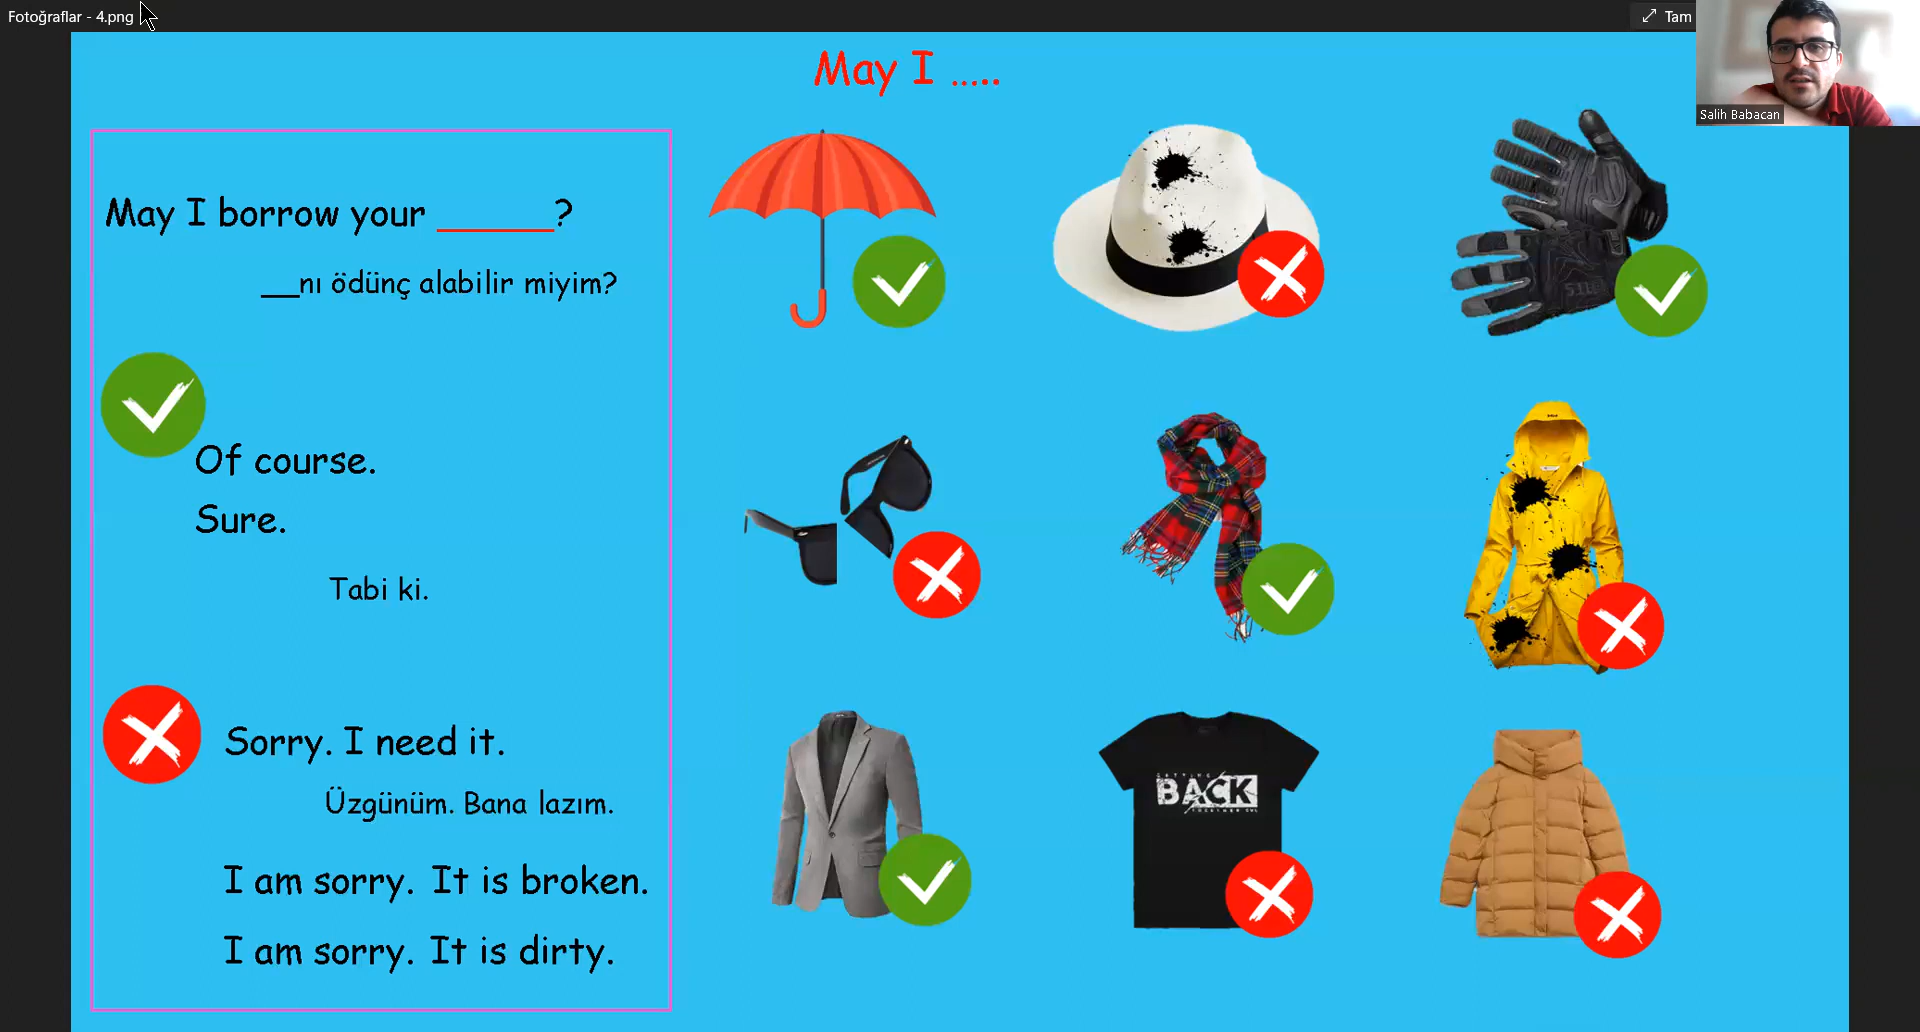 Fotoğraflar - 4.png
Tam
Salih Babacan
May I .....
May I borrow your ______?
__nı ödünç alabilir miyim?
Of course.
Sure.
Tabi ki.
Sorry. I need it.
Üzgünüm. Bana lazım.
I am sorry. It is broken.
I am sorry. It is dirty.
BACK